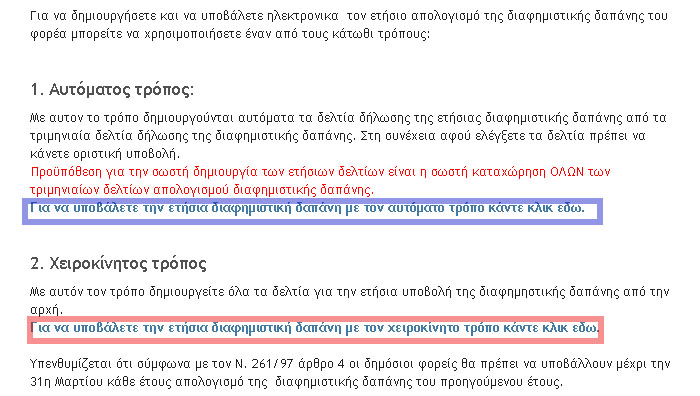 Για να δημιουργήσετε και να υποβάλετε ηλεκτρονικα τον ετήσιο απολογισμό της διαφημιστικής δαπάνης του
φορέα μπορείτε να χρησιμοποιήσετε έναν από τους κάτωθι τρόπους:
1. Αυτόματος τρόπος:
Με αυτον το τρόπο δημιουργούνται αυτόματα τα δελτία δήλωσης της ετήσιας διαφημιστικής δαπάνης από τα
τριμηνιαία δελτία δήλωσης της διαφημιστικής δαπάνης. Στη συνέχεια αφού ελέγξετε τα δελτία πρέπει να
κάνετε οριστική υποβολή.
Προϋπόθεση για την σωστή δημιουργία των ετήσιων δελτίων είναι η σωστή καταχώρηση ΟΛΩΝ των
τριμηνιαίων δελτίων απολογισμού διαφημιστικής δαπάνης.
Για να υποβάλετε την ετήσια διαφημιστική δαπάνη με τον αυτόματο τρόπο κάντε κλικ εδω.
2. Χειροκίνητος τρόπος
Με αυτόν τον τρόπο δημιουργείτε όλα τα δελτία για την ετήσια υποβολή της διαφημηστικής δαπάνης από την
αρχή.
Για να υποβάλετε την ετήσια διαφημιστική δαπάνη με τον χειροκίνητο τρόπο κάντε κλικ εδω.
Υπενθυμίζεται ότι σύμφωνα με τον Ν. 261/97 άρθρο 4 οι δημόσιοι φορείς θα πρέπει να υποβάλλουν μέχρι την
31η Μαρτίου κάθε έτους απολογισμό της διαφημιστικής δαπάνης του προηγούμενου έτους.